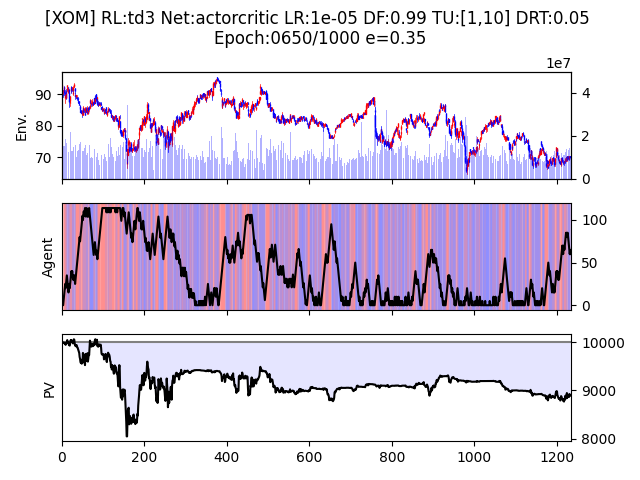 [XOM] RL:td3 Net:actorcritic LR:1e-05 DF:0.99 TU:[1,10] DRT:0.05
Epoch:0650/1000 e=0.35
1e7
Env.
90
80
70
4
2
0
Agent
100
50
0
PV
10000
9000
8000
0 200 400 600 800 1000 1200